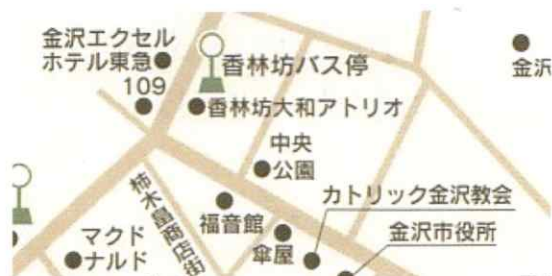 金沢エクセル
ホテル東急
109
香林坊バス停
金沢
香林坊大和アトリオ
中央
公園
柿木畠商店街
福音館
傘屋
カトリック金沢教会
金沢市役所
マクド
ナルド